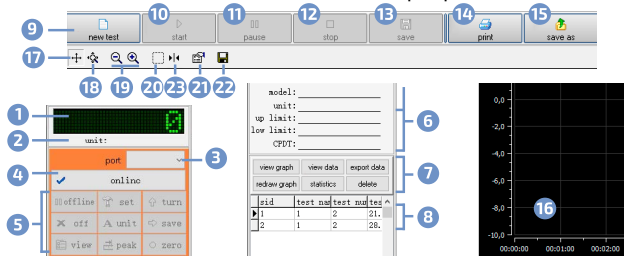 9 10 11 12 13 14 15
new test start pause stop save print save as
17
18 19 20 23 21 22
1 0
2 unit:
port 3
4 online
5 offline set turn
off A unit save
view peak zero
model:
unit:
up limit: 6
low limit:
CPDT:
view graph view data export data 7
redraw graph statistics delete
sid test nam test num tes
1 1 2 21. 8
2 1 2 28.
0,0
-2,0
-4,0
-6,0
-8,0 16
-10,0
00:00:00 00:01:00 00:02:00